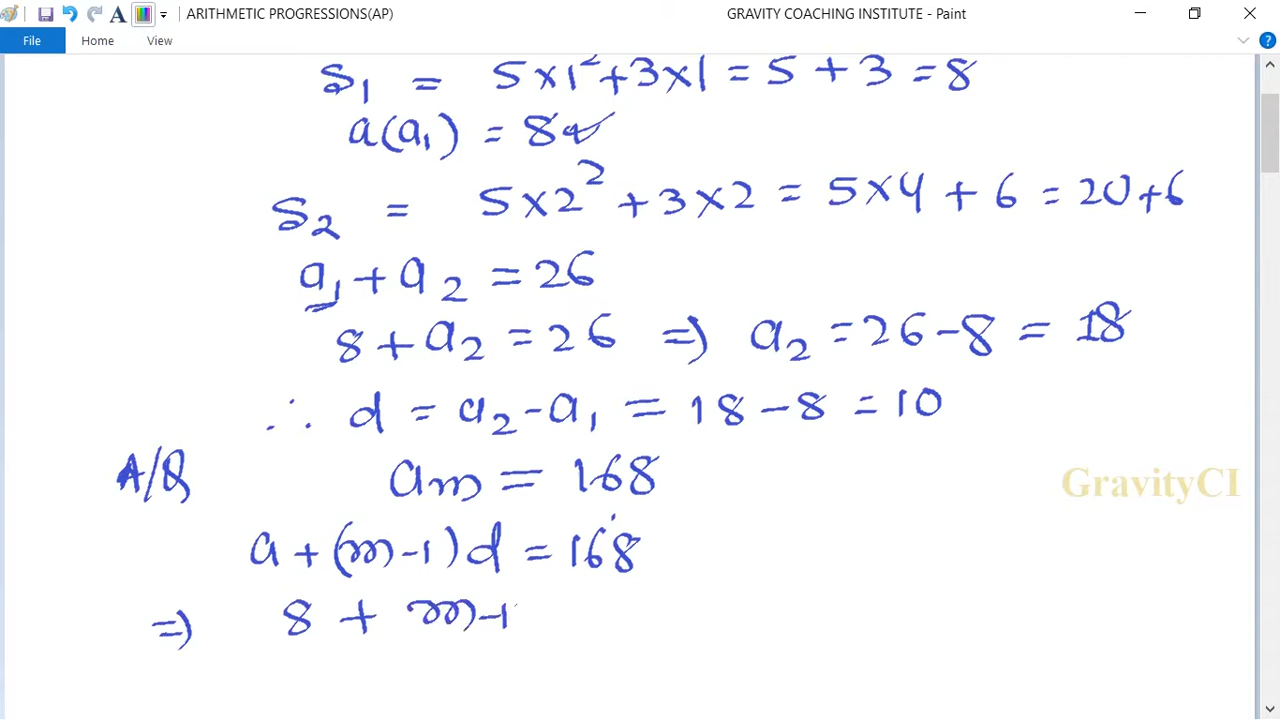 ARITHMETIC PROGRESSIONS(AP)
GRAVITY COACHING INSTITUTE - Paint
File Home View
S₁ = 5×1²+3×1 = 5 + 3 = 8
a(a₁) = 8
S₂ = 5×2² + 3×2 = 5×4 + 6 = 20+6
a₁ + a₂ = 26
8 + a₂ = 26 ⇒ a₂ = 26-8 = 18
∴ d = a₂-a₁ = 18-8 = 10
A/Q am = 168
GravityCI
a + (m-1)d = 168
⇒ 8 + m-1